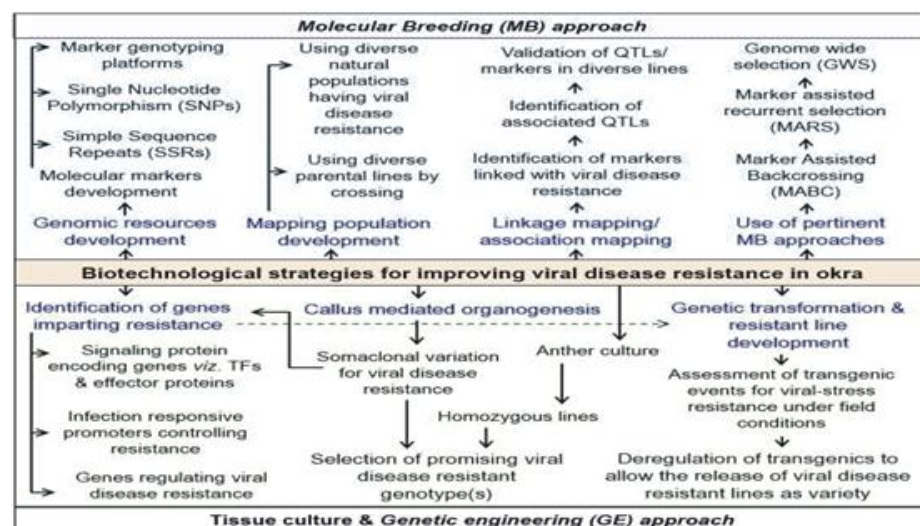 Molecular Breeding (MB) approach
Marker genotyping
platforms
Single Nucleotide
Polymorphism (SNPs)
Simple Sequence
Repeats (SSRs)
Molecular markers
development
Genomic resources
development
Using diverse
natural
populations
having viral
disease
resistance
Using diverse
parental lines by
crossing
Mapping population
development
Validation of QTLs/
markers in diverse lines
Identification of
associated QTLs
Identification of markers
linked with viral disease
resistance
Linkage mapping/
association mapping
Genome wide
selection (GWS)
Marker assisted
recurrent selection
(MARS)
Marker Assisted
Backcrossing
(MABC)
Use of pertinent
MB approaches
Biotechnological strategies for improving viral disease resistance in okra
Identification of genes
imparting resistance
Signaling protein
encoding genes viz. TFs
& effector proteins
Infection responsive
promoters controlling
resistance
Genes regulating viral
disease resistance
Callus mediated organogenesis
Somaclonal variation
for viral disease
resistance
Anther culture
Homozygous lines
Selection of promising viral
disease resistant
genotype(s)
Genetic transformation &
resistant line
development
Assessment of transgenic
events for viral-stress
resistance under field
conditions
Deregulation of transgenics to
allow the release of viral disease
resistant lines as variety
Tissue culture & Genetic engineering (GE) approach